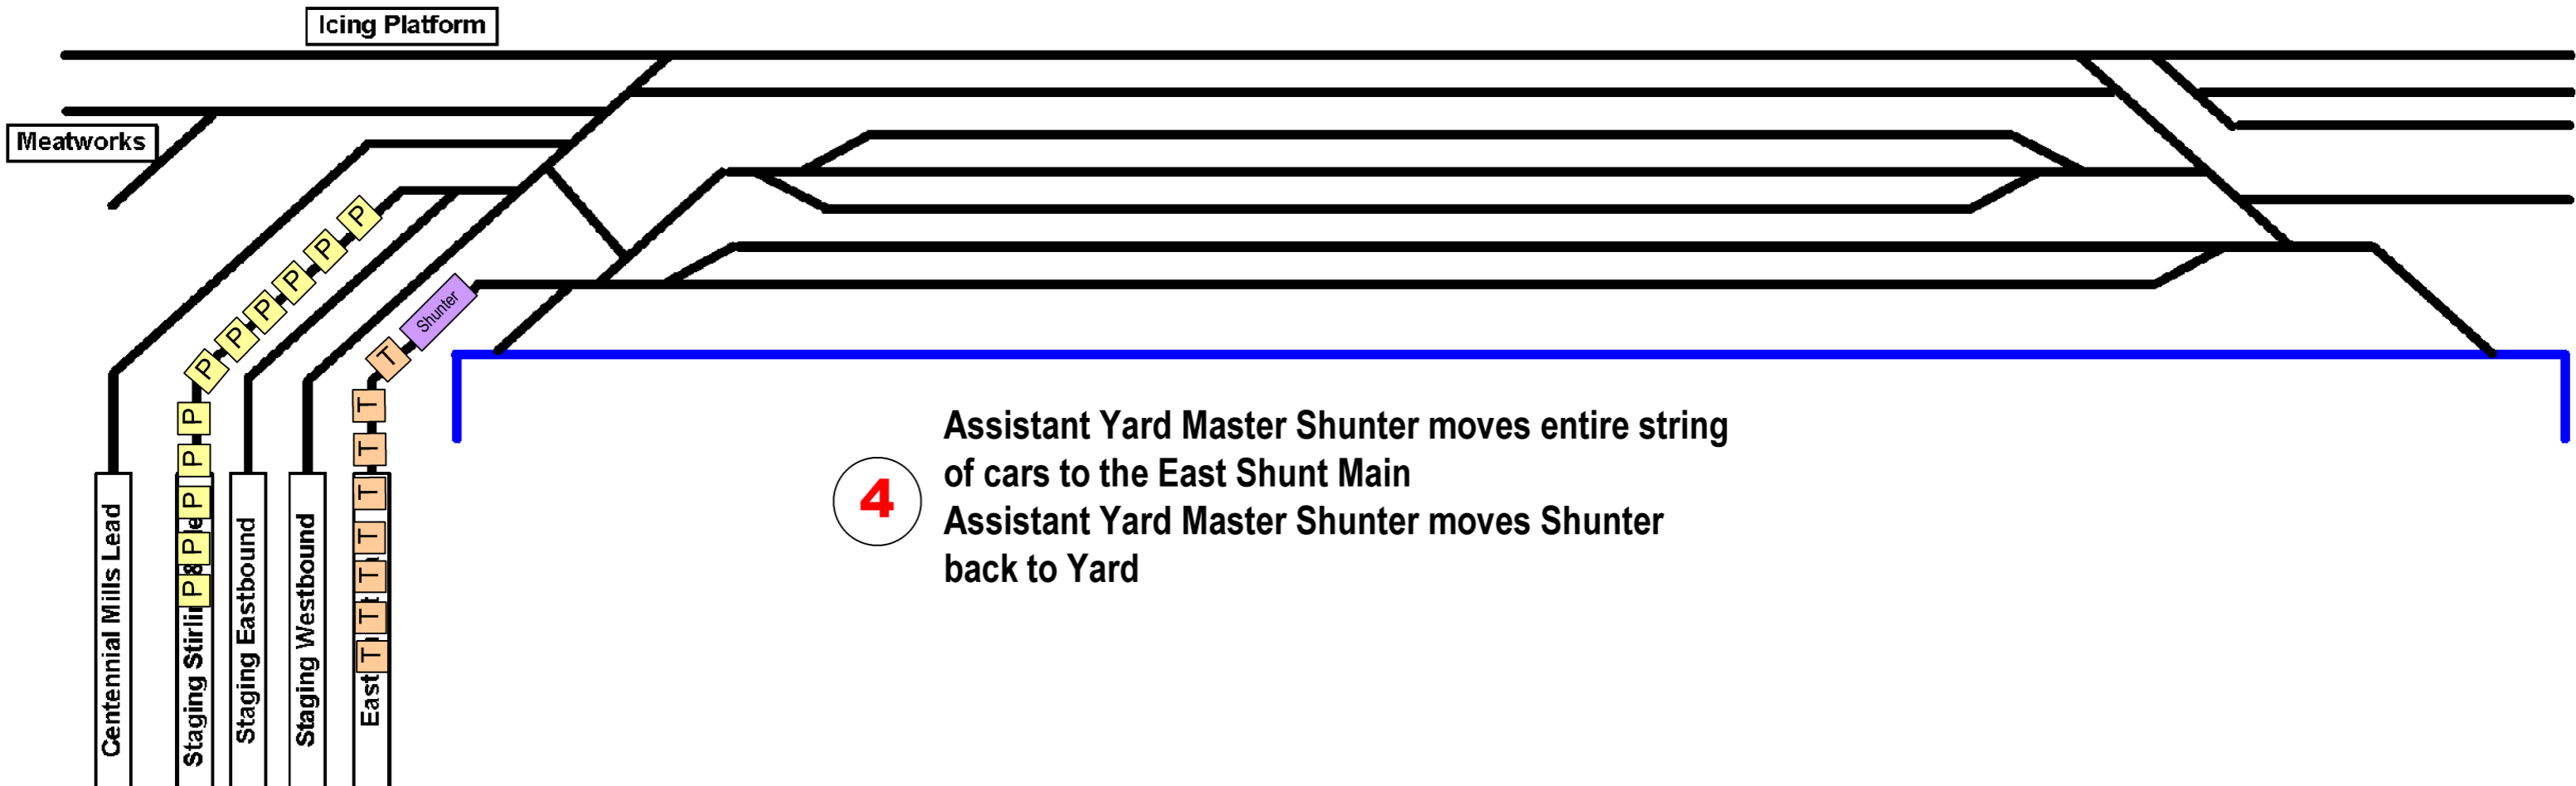 Icing Platform
Meatworks
P
P
P
P
P
P
P
P
P
P
P
Shunter
T
T
T
T
T
T
T
T
Centennial Mills Lead
Staging
Staging Eastbound
Staging Westbound
East
4
Assistant Yard Master Shunter moves entire string
of cars to the East Shunt Main
Assistant Yard Master Shunter moves Shunter
back to Yard